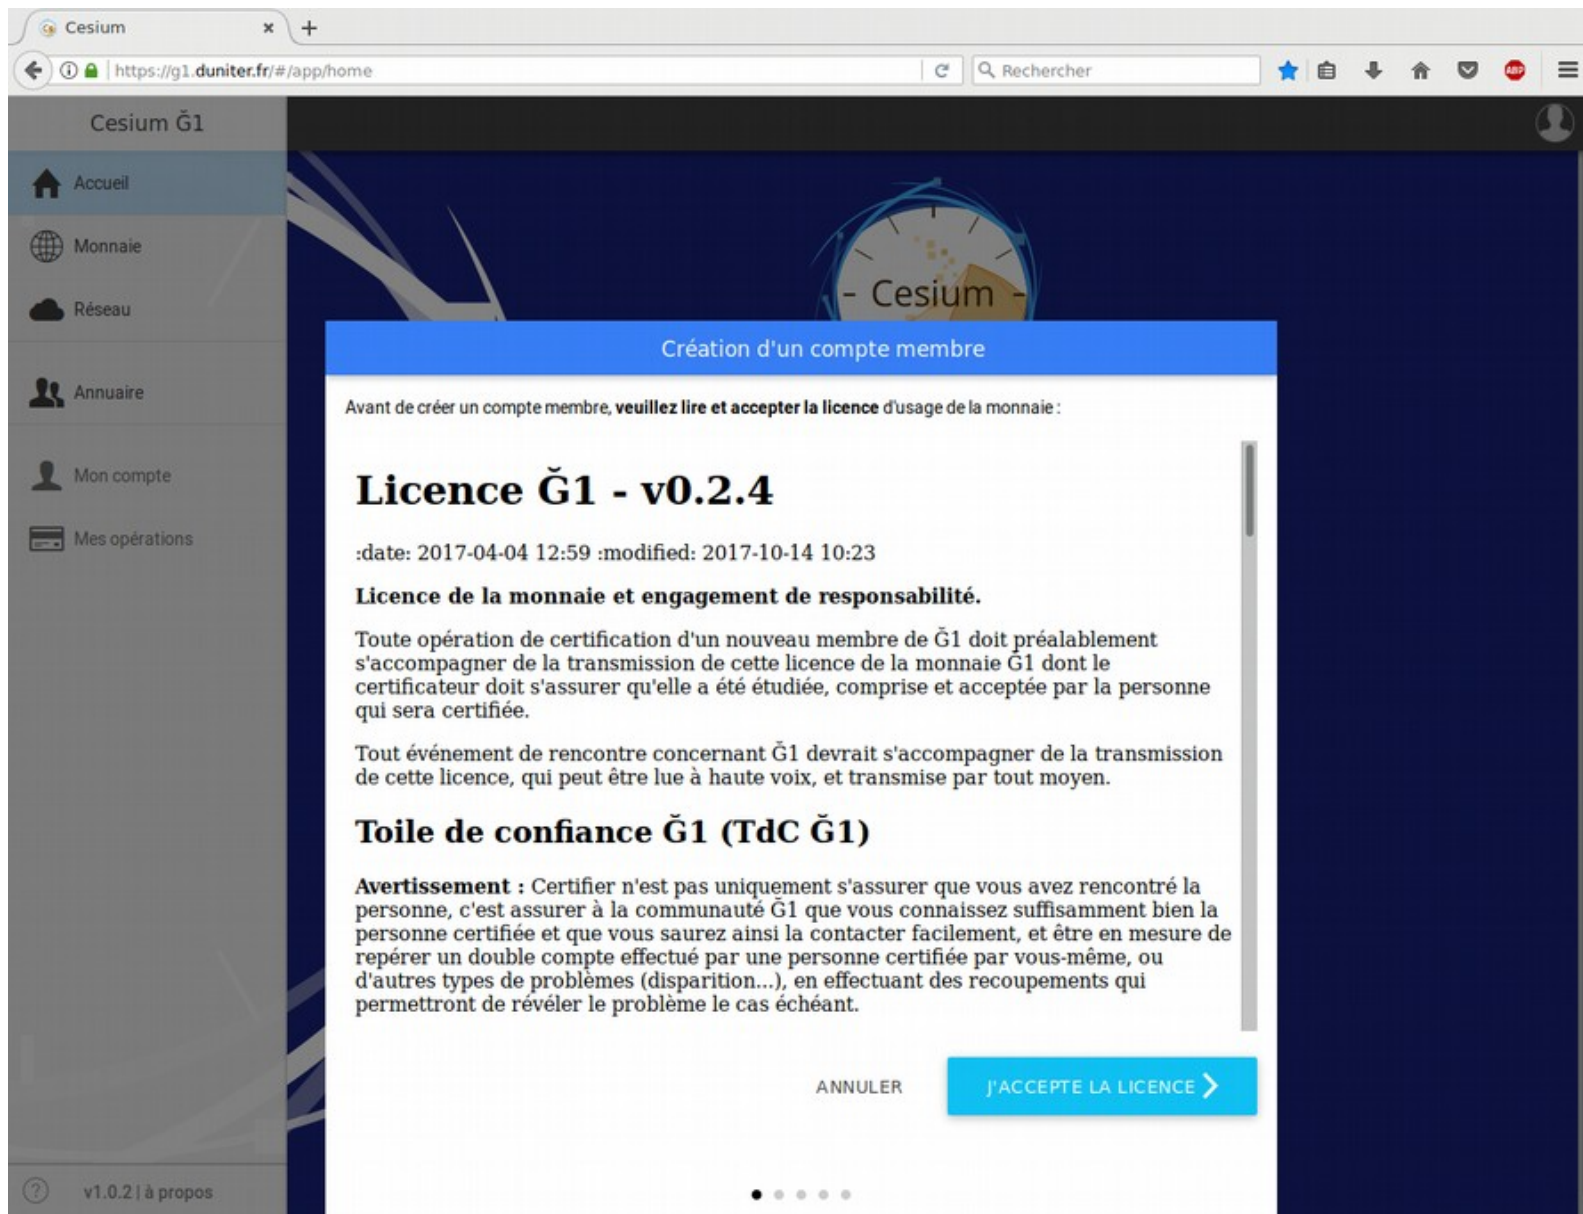 Cesium
https://g1.duniter.fr/#/app/home
Rechercher
ABP
Cesium Ğ1
Accueil
Monnaie
Réseau
Annuaire
Mon compte
Mes opérations
? v1.0.2 | à propos
- Cesium -
Création d'un compte membre
Avant de créer un compte membre, veuillez lire et accepter la licence d'usage de la monnaie :
Licence Ğ1 - v0.2.4
:date: 2017-04-04 12:59 :modified: 2017-10-14 10:23
Licence de la monnaie et engagement de responsabilité.
Toute opération de certification d'un nouveau membre de Ğ1 doit préalablement
s'accompagner de la transmission de cette licence de la monnaie Ğ1 dont le
certificateur doit s'assurer qu'elle a été étudiée, comprise et acceptée par la personne
qui sera certifiée.
Tout événement de rencontre concernant Ğ1 devrait s'accompagner de la transmission
de cette licence, qui peut être lue à haute voix, et transmise par tout moyen.
Toile de confiance Ğ1 (TdC Ğ1)
Avertissement : Certifier n'est pas uniquement s'assurer que vous avez rencontré la
personne, c'est assurer à la communauté Ğ1 que vous connaissez suffisamment bien la
personne certifiée et que vous saurez ainsi la contacter facilement, et être en mesure de
repérer un double compte effectué par une personne certifiée par vous-même, ou
d'autres types de problèmes (disparition...), en effectuant des recoupements qui
permettront de révéler le problème le cas échéant.
ANNULER
J'ACCEPTE LA LICENCE